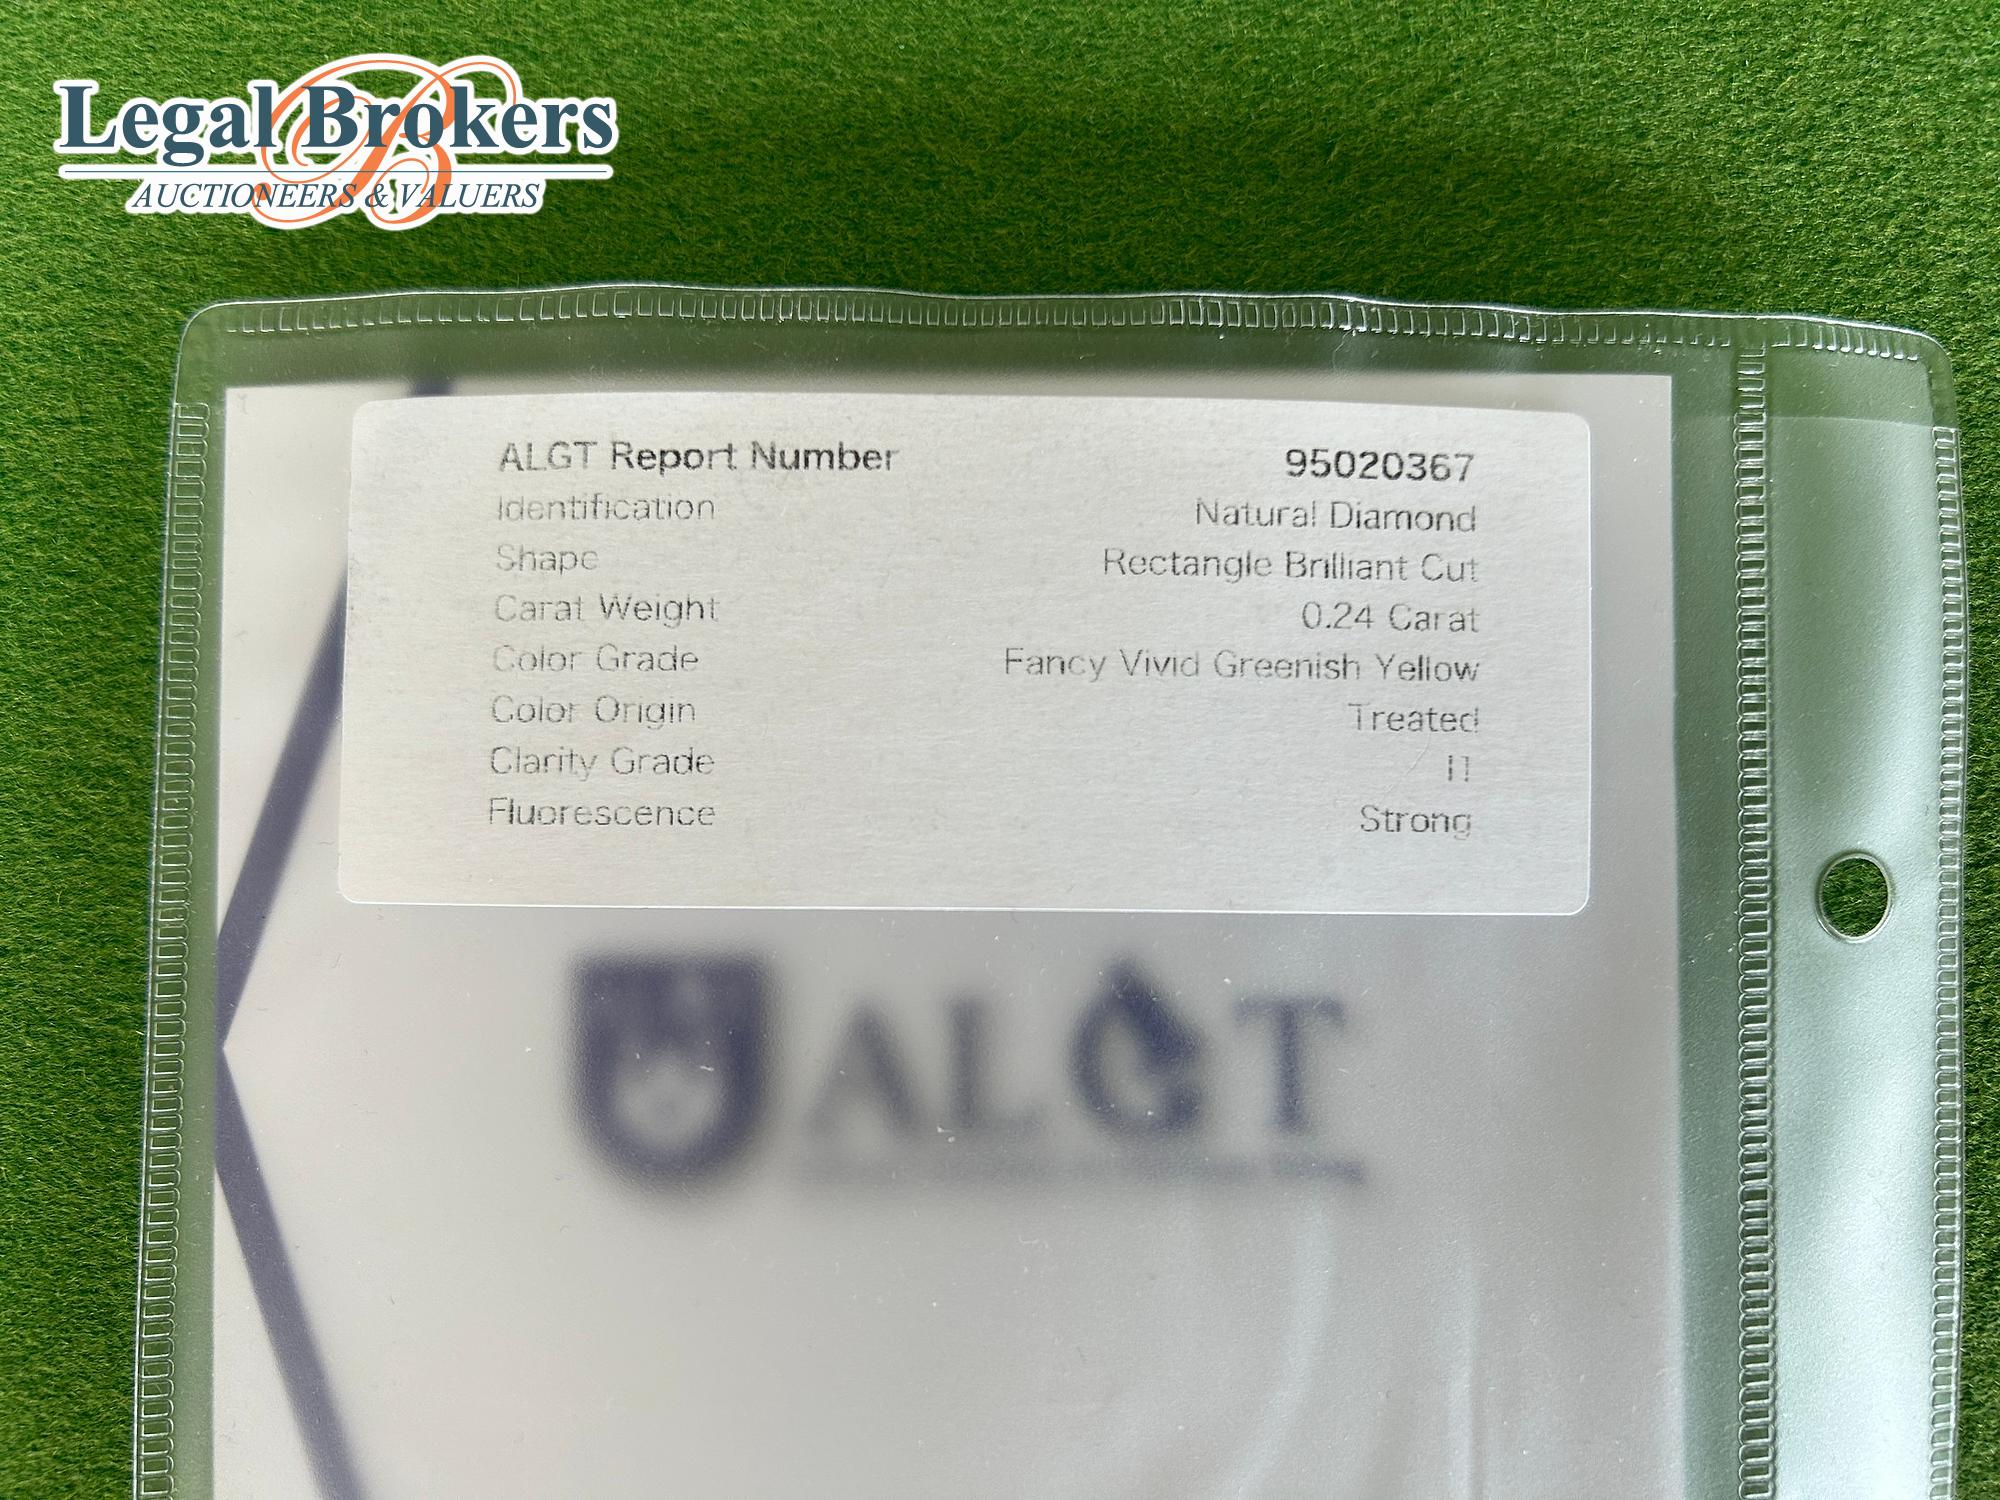 Legal Brokers
AUCTIONEERS & VALUERS
ALGT Report Number 95020367
Identification Natural Diamond
Shape Rectangle Brilliant Cut
Carat Weight 0.24 Carat
Color Grade Fancy Vivid Greenish Yellow
Color Origin Treated
Clarity Grade I1
Fluorescence Strong
ALGT